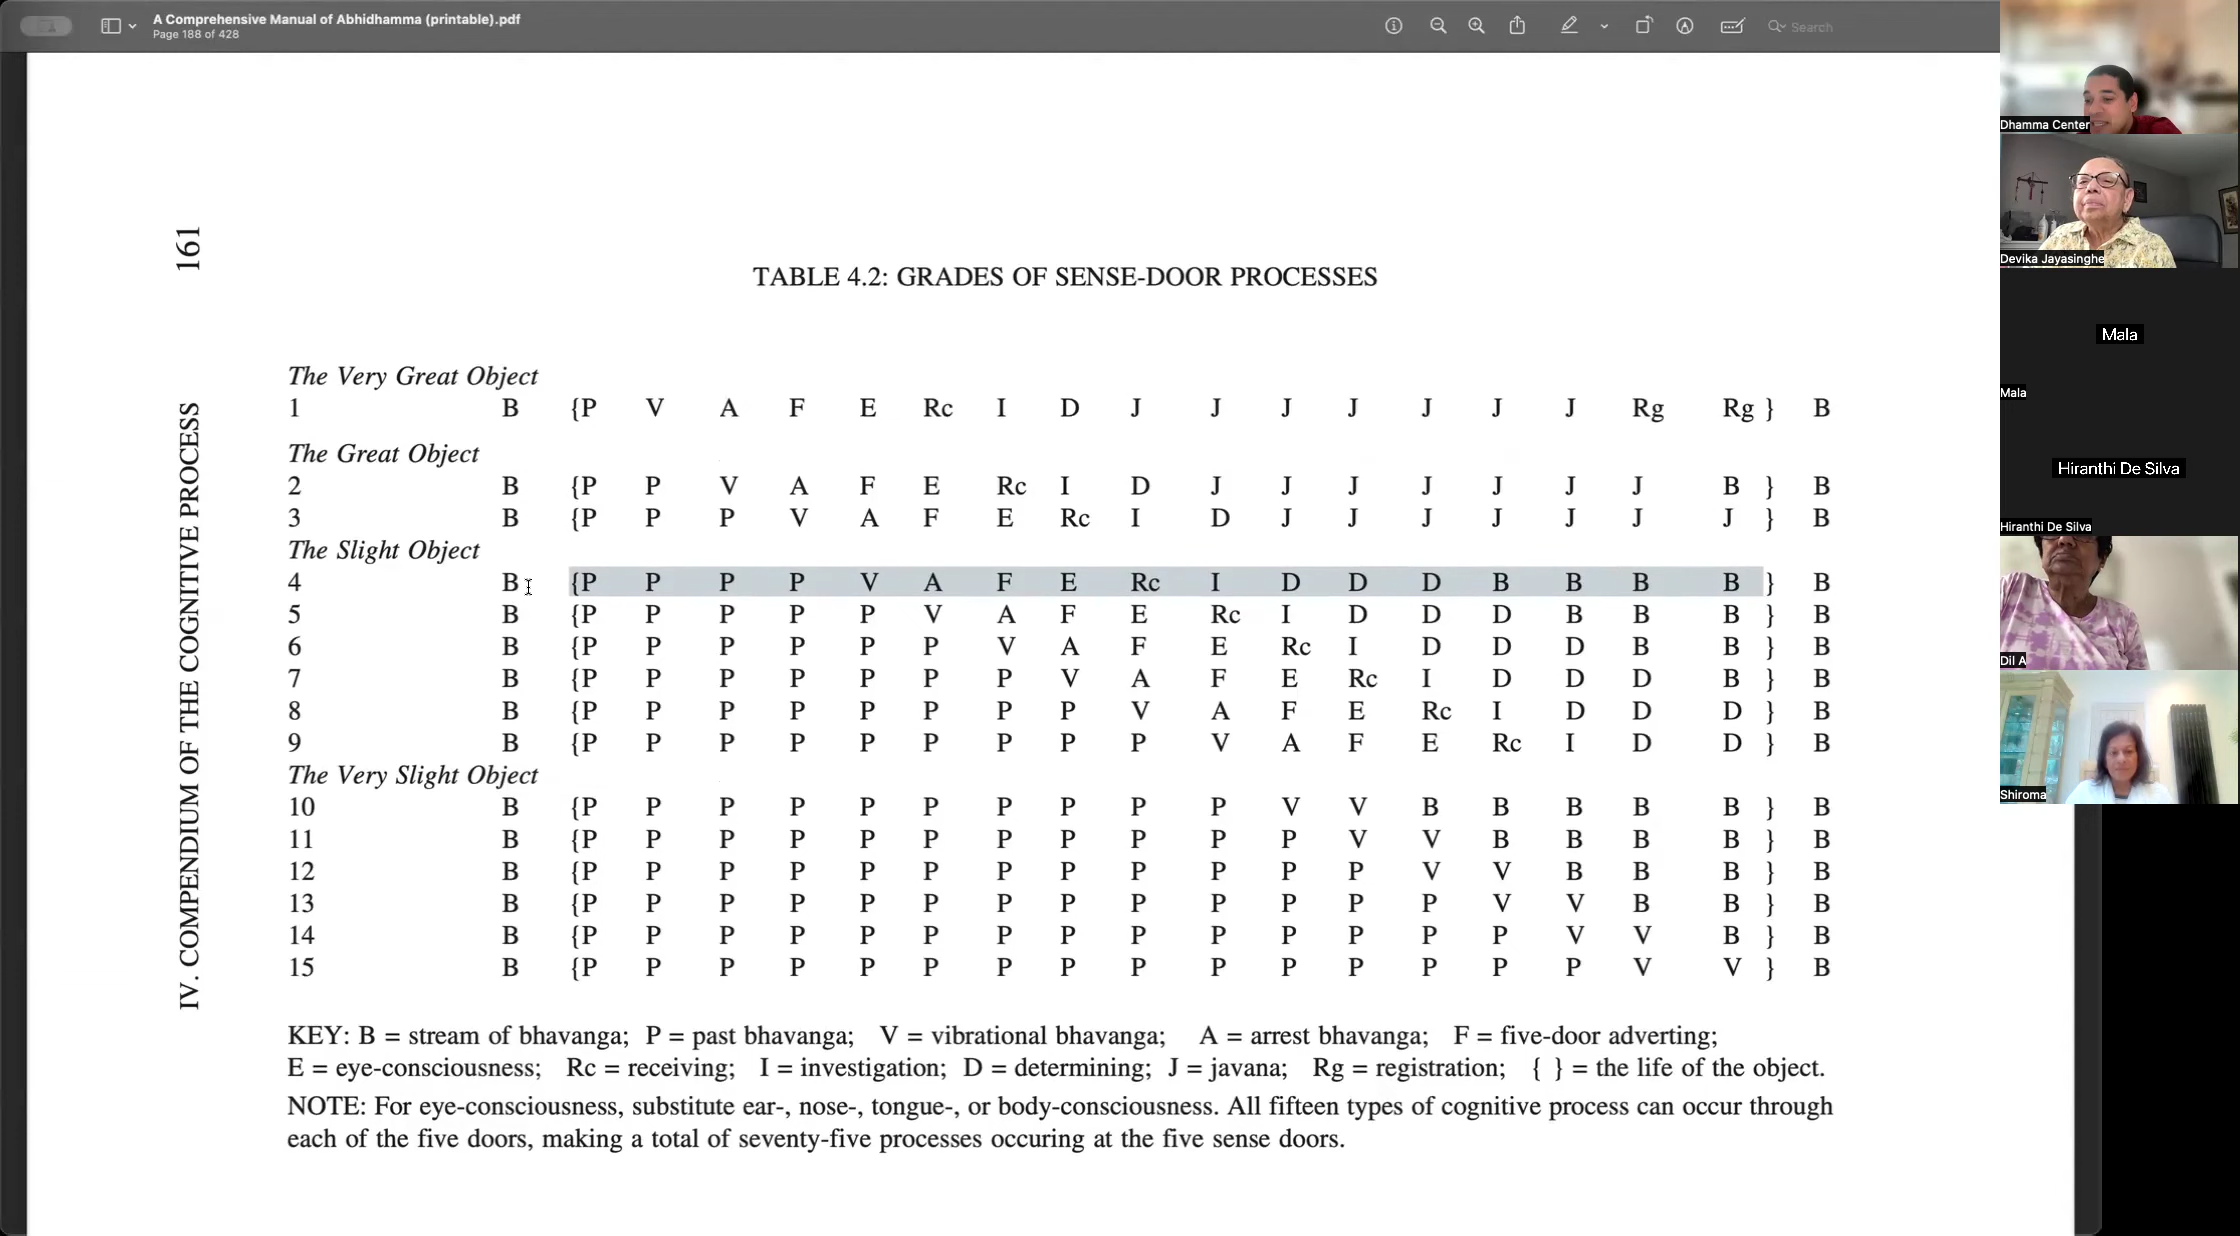 A Comprehensive Manual of Abhidhamma (printable).pdf
Page 188 of 428
Search
161
IV. COMPENDIUM OF THE COGNITIVE PROCESS
TABLE 4.2: GRADES OF SENSE-DOOR PROCESSES
The Very Great Object
1 B {P V A F E Rc I D J J J J J J J Rg Rg } B
The Great Object
2 B {P P V A F E Rc I D J J J J J J J B } B
3 B {P P P V A F E Rc I D J J J J J J J } B
The Slight Object
4 B {P P P P V A F E Rc I D D D B B B B } B
5 B {P P P P P V A F E Rc I D D D B B B } B
6 B {P P P P P P V A F E Rc I D D D B B } B
7 B {P P P P P P P V A F E Rc I D D D B } B
8 B {P P P P P P P P V A F E Rc I D D D } B
9 B {P P P P P P P P P V A F E Rc I D D } B
The Very Slight Object
10 B {P P P P P P P P P P V V B B B B B } B
11 B {P P P P P P P P P P P V V B B B B } B
12 B {P P P P P P P P P P P P V V B B B } B
13 B {P P P P P P P P P P P P P V V B B } B
14 B {P P P P P P P P P P P P P P V V B } B
15 B {P P P P P P P P P P P P P P P V V } B
KEY: B = stream of bhavanga; P = past bhavanga; V = vibrational bhavanga; A = arrest bhavanga; F = five-door adverting;
E = eye-consciousness; Rc = receiving; I = investigation; D = determining; J = javana; Rg = registration; { } = the life of the object.
NOTE: For eye-consciousness, substitute ear-, nose-, tongue-, or body-consciousness. All fifteen types of cognitive process can occur through
each of the five doors, making a total of seventy-five processes occuring at the five sense doors.
Dhamma Center
Devika Jayasinghe
Mala
Mala
Hiranthi De Silva
Hiranthi De Silva
Dil A
Shiroma